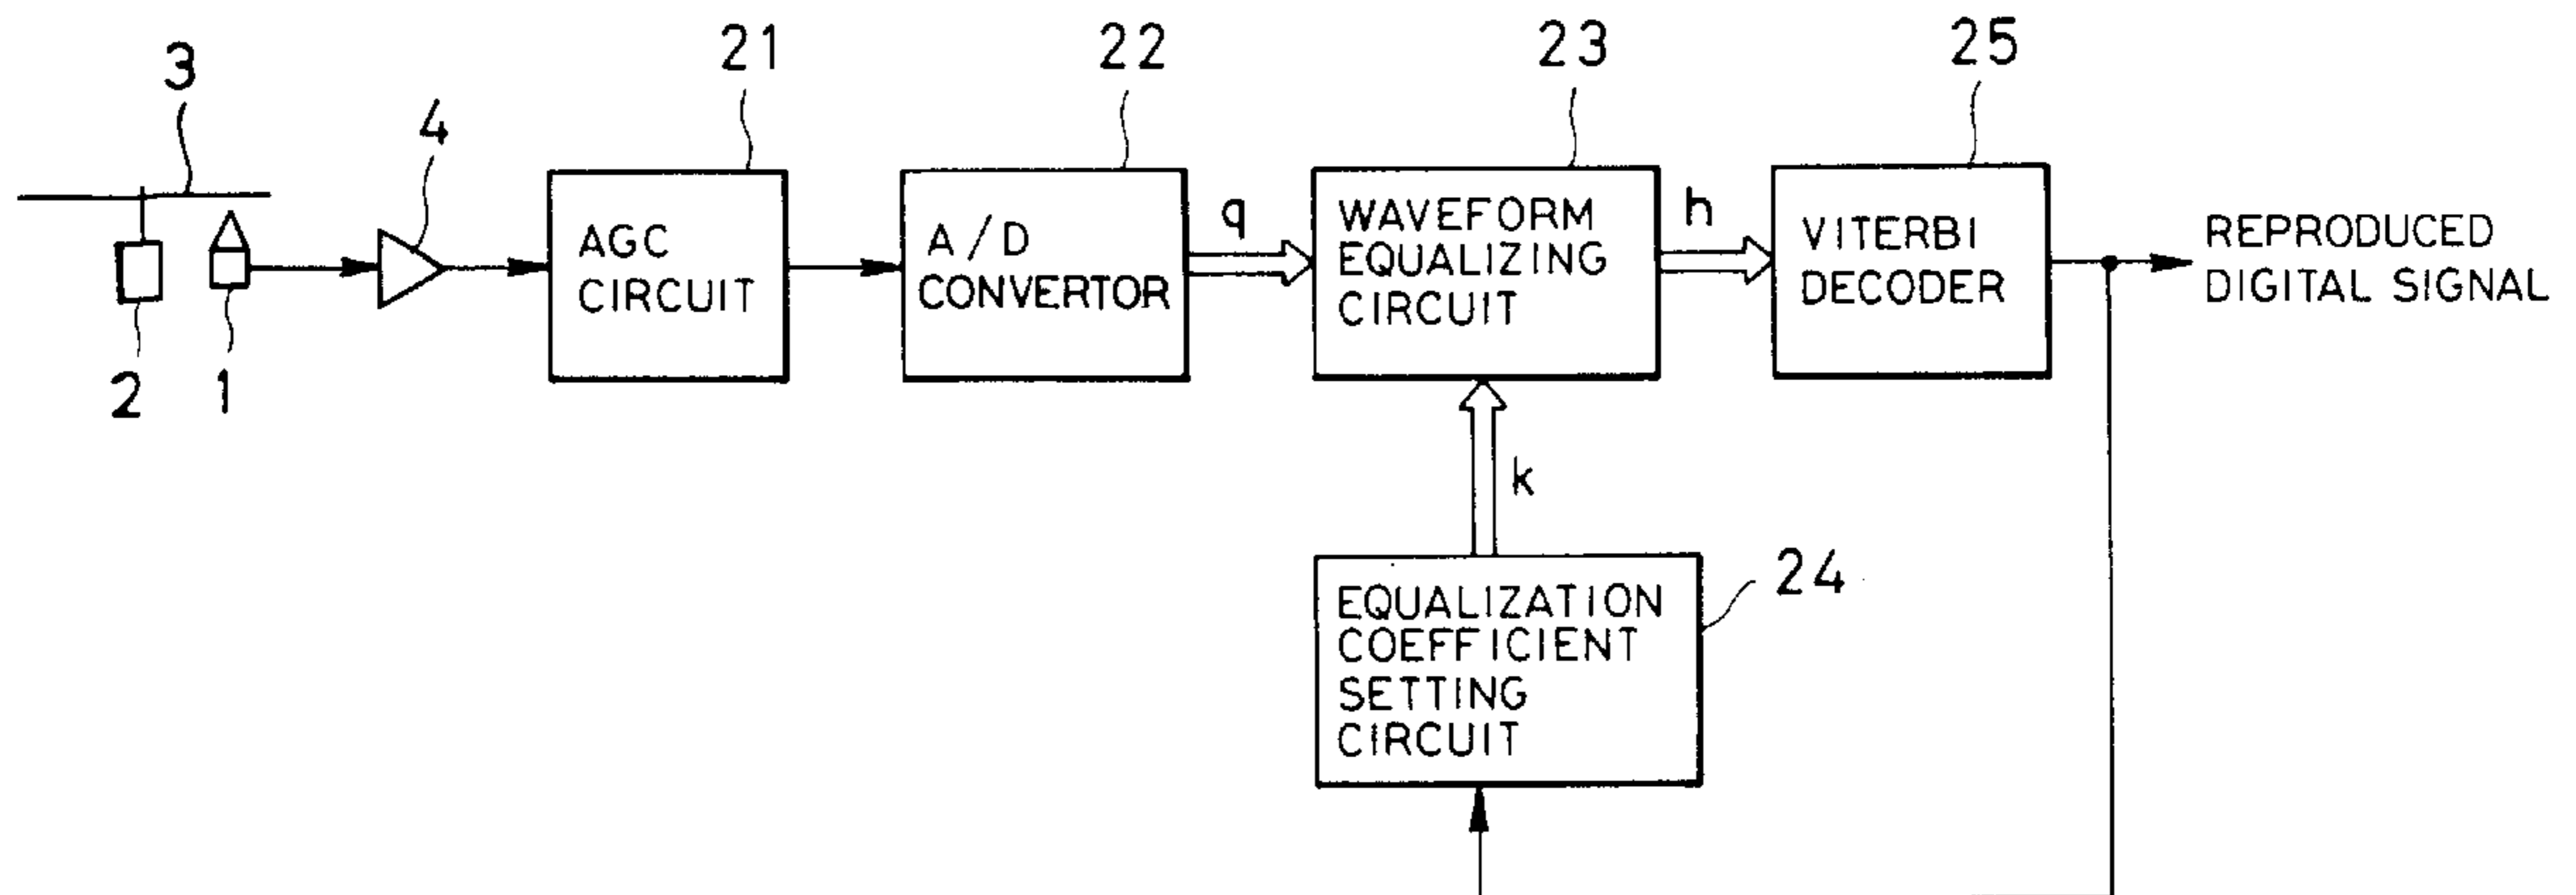 3
4
21
22
23
25
2
1
AGC
CIRCUIT
A/D
CONVERTOR
q
WAVEFORM
EQUALIZING
CIRCUIT
h
VITERBI
DECODER
REPRODUCED
DIGITAL SIGNAL
k
EQUALIZATION
COEFFICIENT
SETTING
CIRCUIT
24